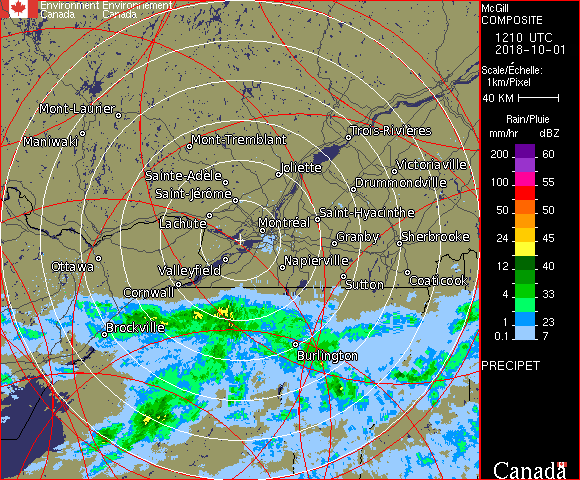 Environment Environnement
Canada Canada
McGill
COMPOSITE
1210 UTC
2018-10-01
Scale/Échelle:
1km/Pixel
40 KM
Rain/Pluie
mm/hr dBZ
200 60
100 55
50 50
24 45
12 40
4 33
1 23
0.1 7
PRECIPET
Canada
Mont-Laurier
Maniwaki
Mont-Tremblant
Trois-Rivières
Sainte-Adèle
Joliette
Victoriaville
Saint-Jérôme
Drummondville
Lachute
Montréal
Saint-Hyacinthe
Granby
Sherbrooke
Ottawa
Valleyfield
Napierville
Cornwall
Sutton
Coaticook
Brockville
Burlington